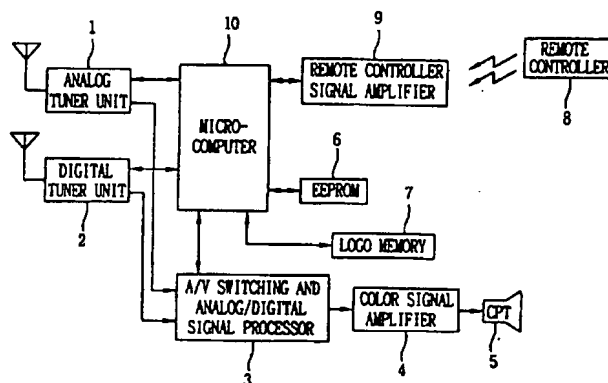 1
ANALOG
TUNER UNIT
10
MICRO-
COMPUTER
9
REMOTE CONTROLLER
SIGNAL AMPLIFIER
REMOTE
CONTROLLER
8
DIGITAL
TUNER UNIT
2
6
EEPROM
7
LOGO MEMORY
A/V SWITCHING AND
ANALOG/DIGITAL
SIGNAL PROCESSOR
3
COLOR SIGNAL
AMPLIFIER
4
CPT
5